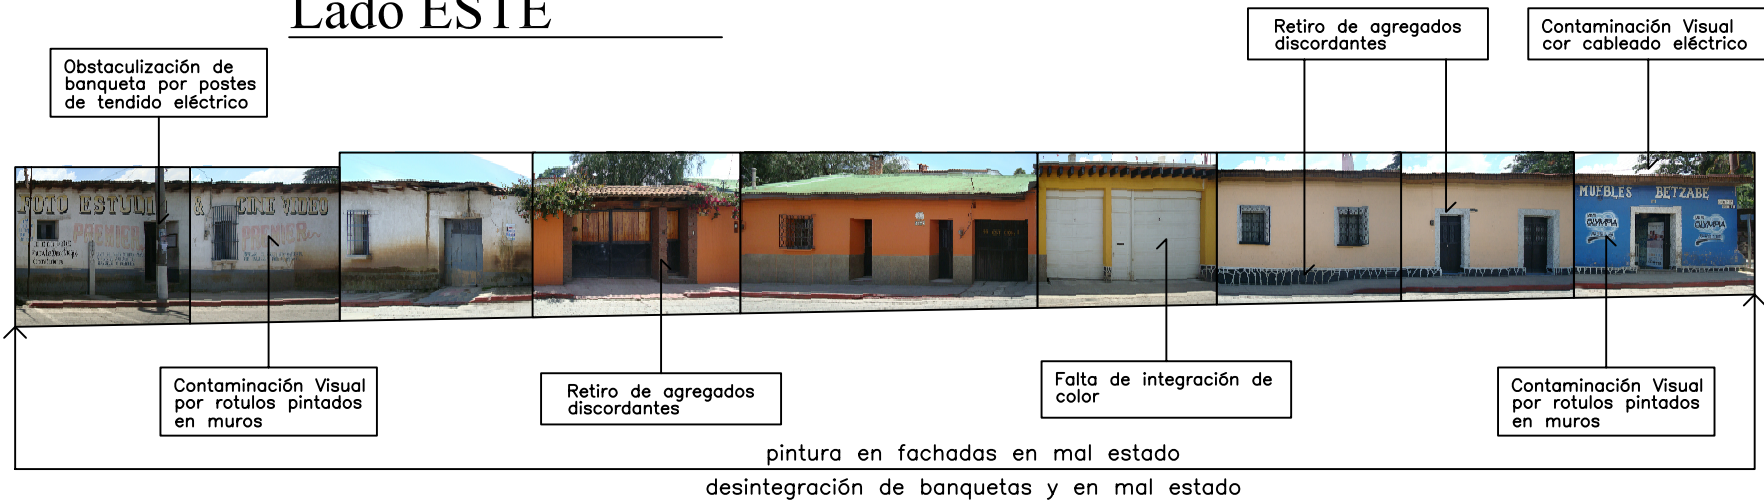 Lado ESTE
Obstaculización de
banqueta por postes
de tendido eléctrico
Retiro de agregados
discordantes
Contaminación Visual
cor cableado eléctrico
FOTO ESTUDIO & CINE VIDEO
MUEBLES BETZABE
OLYMPIA
OLYMPIA
Contaminación Visual
por rotulos pintados
en muros
Retiro de agregados
discordantes
Falta de integración de
color
Contaminación Visual
por rotulos pintados
en muros
pintura en fachadas en mal estado
desintegración de banquetas y en mal estado